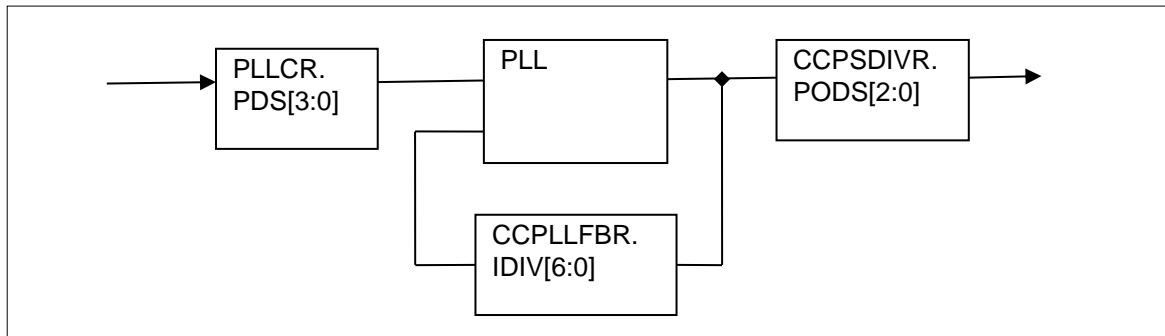 PLLCR.
PDS[3:0]
PLL
CCPSDIVR.
PODS[2:0]
CCPLLFBR.
IDIV[6:0]